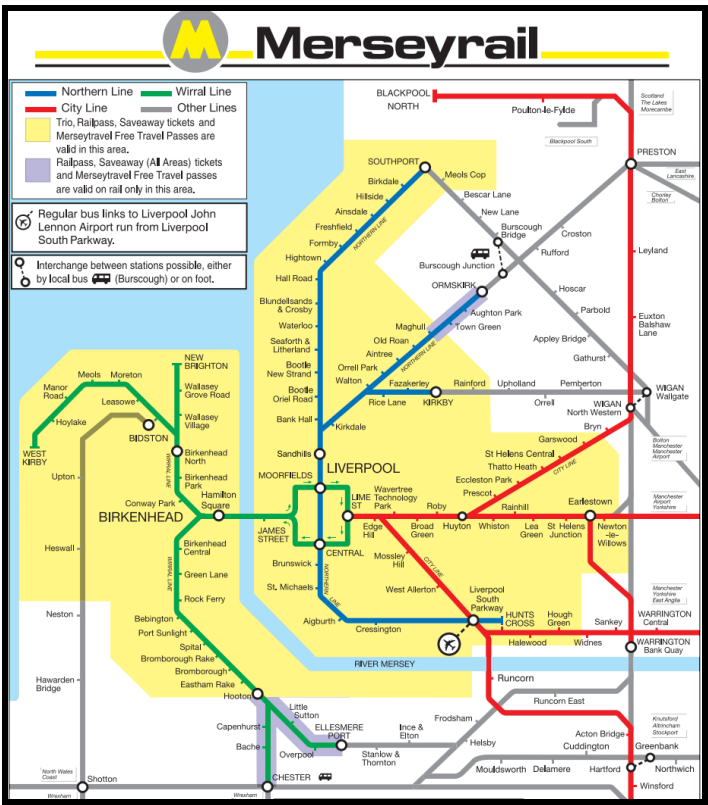 M Merseyrail
Northern Line
Wirral Line
City Line
Other Lines
Trio, Railpass, Saveaway tickets and
Merseytravel Free Travel Passes are
valid in this area.
Railpass, Saveaway (All Areas) tickets
and Merseytravel Free Travel passes
are valid on rail only in this area.
Regular bus links to Liverpool John
Lennon Airport run from Liverpool
South Parkway.
Interchange between stations possible, either
by local bus (Burscough) or on foot.
BLACKPOOL
NORTH
Poulton-le-Fylde
Blackpool South
Scotland
The Lakes
Morecambe
PRESTON
East
Lancashire
Chorley
Bolton
SOUTHPORT
Meols Cop
Birkdale
Hillside
Ainsdale
Freshfield
Formby
Hightown
NORTHERN LINE
Bescar Lane
New Lane
Burscough
Bridge
Croston
Rufford
Burscough Junction
Leyland
Hall Road
ORMSKIRK
Hoscar
Parbold
Appley Bridge
Gathurst
Euxton
Balshaw
Lane
Blundellsands
& Crosby
Waterloo
Seaforth &
Litherland
Bootle
New Strand
Bootle
Oriel Road
Bank Hall
Aughton Park
Town Green
Maghull
Old Roan
Aintree
Orrell Park
Walton
NORTHERN LINE
Fazakerley
Rice Lane
KIRKBY
Rainford
Upholland
Orrell
Pemberton
WIGAN
Wallgate
WIGAN
North Western
Kirkdale
Bryn
Garswood
St Helens Central
Thatto Heath
Eccleston Park
Prescot
CITY LINE
Bolton
Manchester
Manchester
Airport
NEW
BRIGHTON
Meols
Moreton
Manor
Road
Leasowe
Wallasey
Grove Road
Wallasey
Village
Hoylake
BIDSTON
WEST
KIRBY
Birkenhead
North
WIRRAL LINE
Birkenhead
Park
Upton
Conway Park
BIRKENHEAD
Hamilton
Square
Sandhills
LIVERPOOL
MOORFIELDS
LIME
ST
JAMES
STREET
CENTRAL
Wavertree
Technology
Park
Edge
Hill
Broad
Green
Roby
Huyton
Whiston
Rainhill
Lea
Green
St Helens
Junction
Earlestown
Newton
-le-
Willows
Manchester
Airport
Yorkshire
Heswall
Birkenhead
Central
Green Lane
WIRRAL LINE
Rock Ferry
Bebington
Port Sunlight
Spital
Bromborough Rake
Bromborough
Eastham Rake
Hooton
Brunswick
St. Michaels
NORTHERN
LINE
Aigburth
Cressington
Mossley
Hill
CITY LINE
West Allerton
Liverpool
South
Parkway
HUNTS
CROSS
Halewood
Hough
Green
Widnes
Sankey
WARRINGTON
Central
WARRINGTON
Bank Quay
Manchester
Yorkshire
East Anglia
RIVER MERSEY
Neston
Hawarden
Bridge
Runcorn
Runcorn East
Little
Sutton
Capenhurst
Bache
ELLESMERE
PORT
Overpool
Ince &
Elton
Stanlow &
Thornton
Frodsham
Helsby
Acton Bridge
Cuddington
Mouldsworth
Delamere
Greenbank
Hartford
Northwich
Winsford
Knutsford
Altrincham
Stockport
North Wales
Coast
Shotton
CHESTER
Wrexham
Wrexham